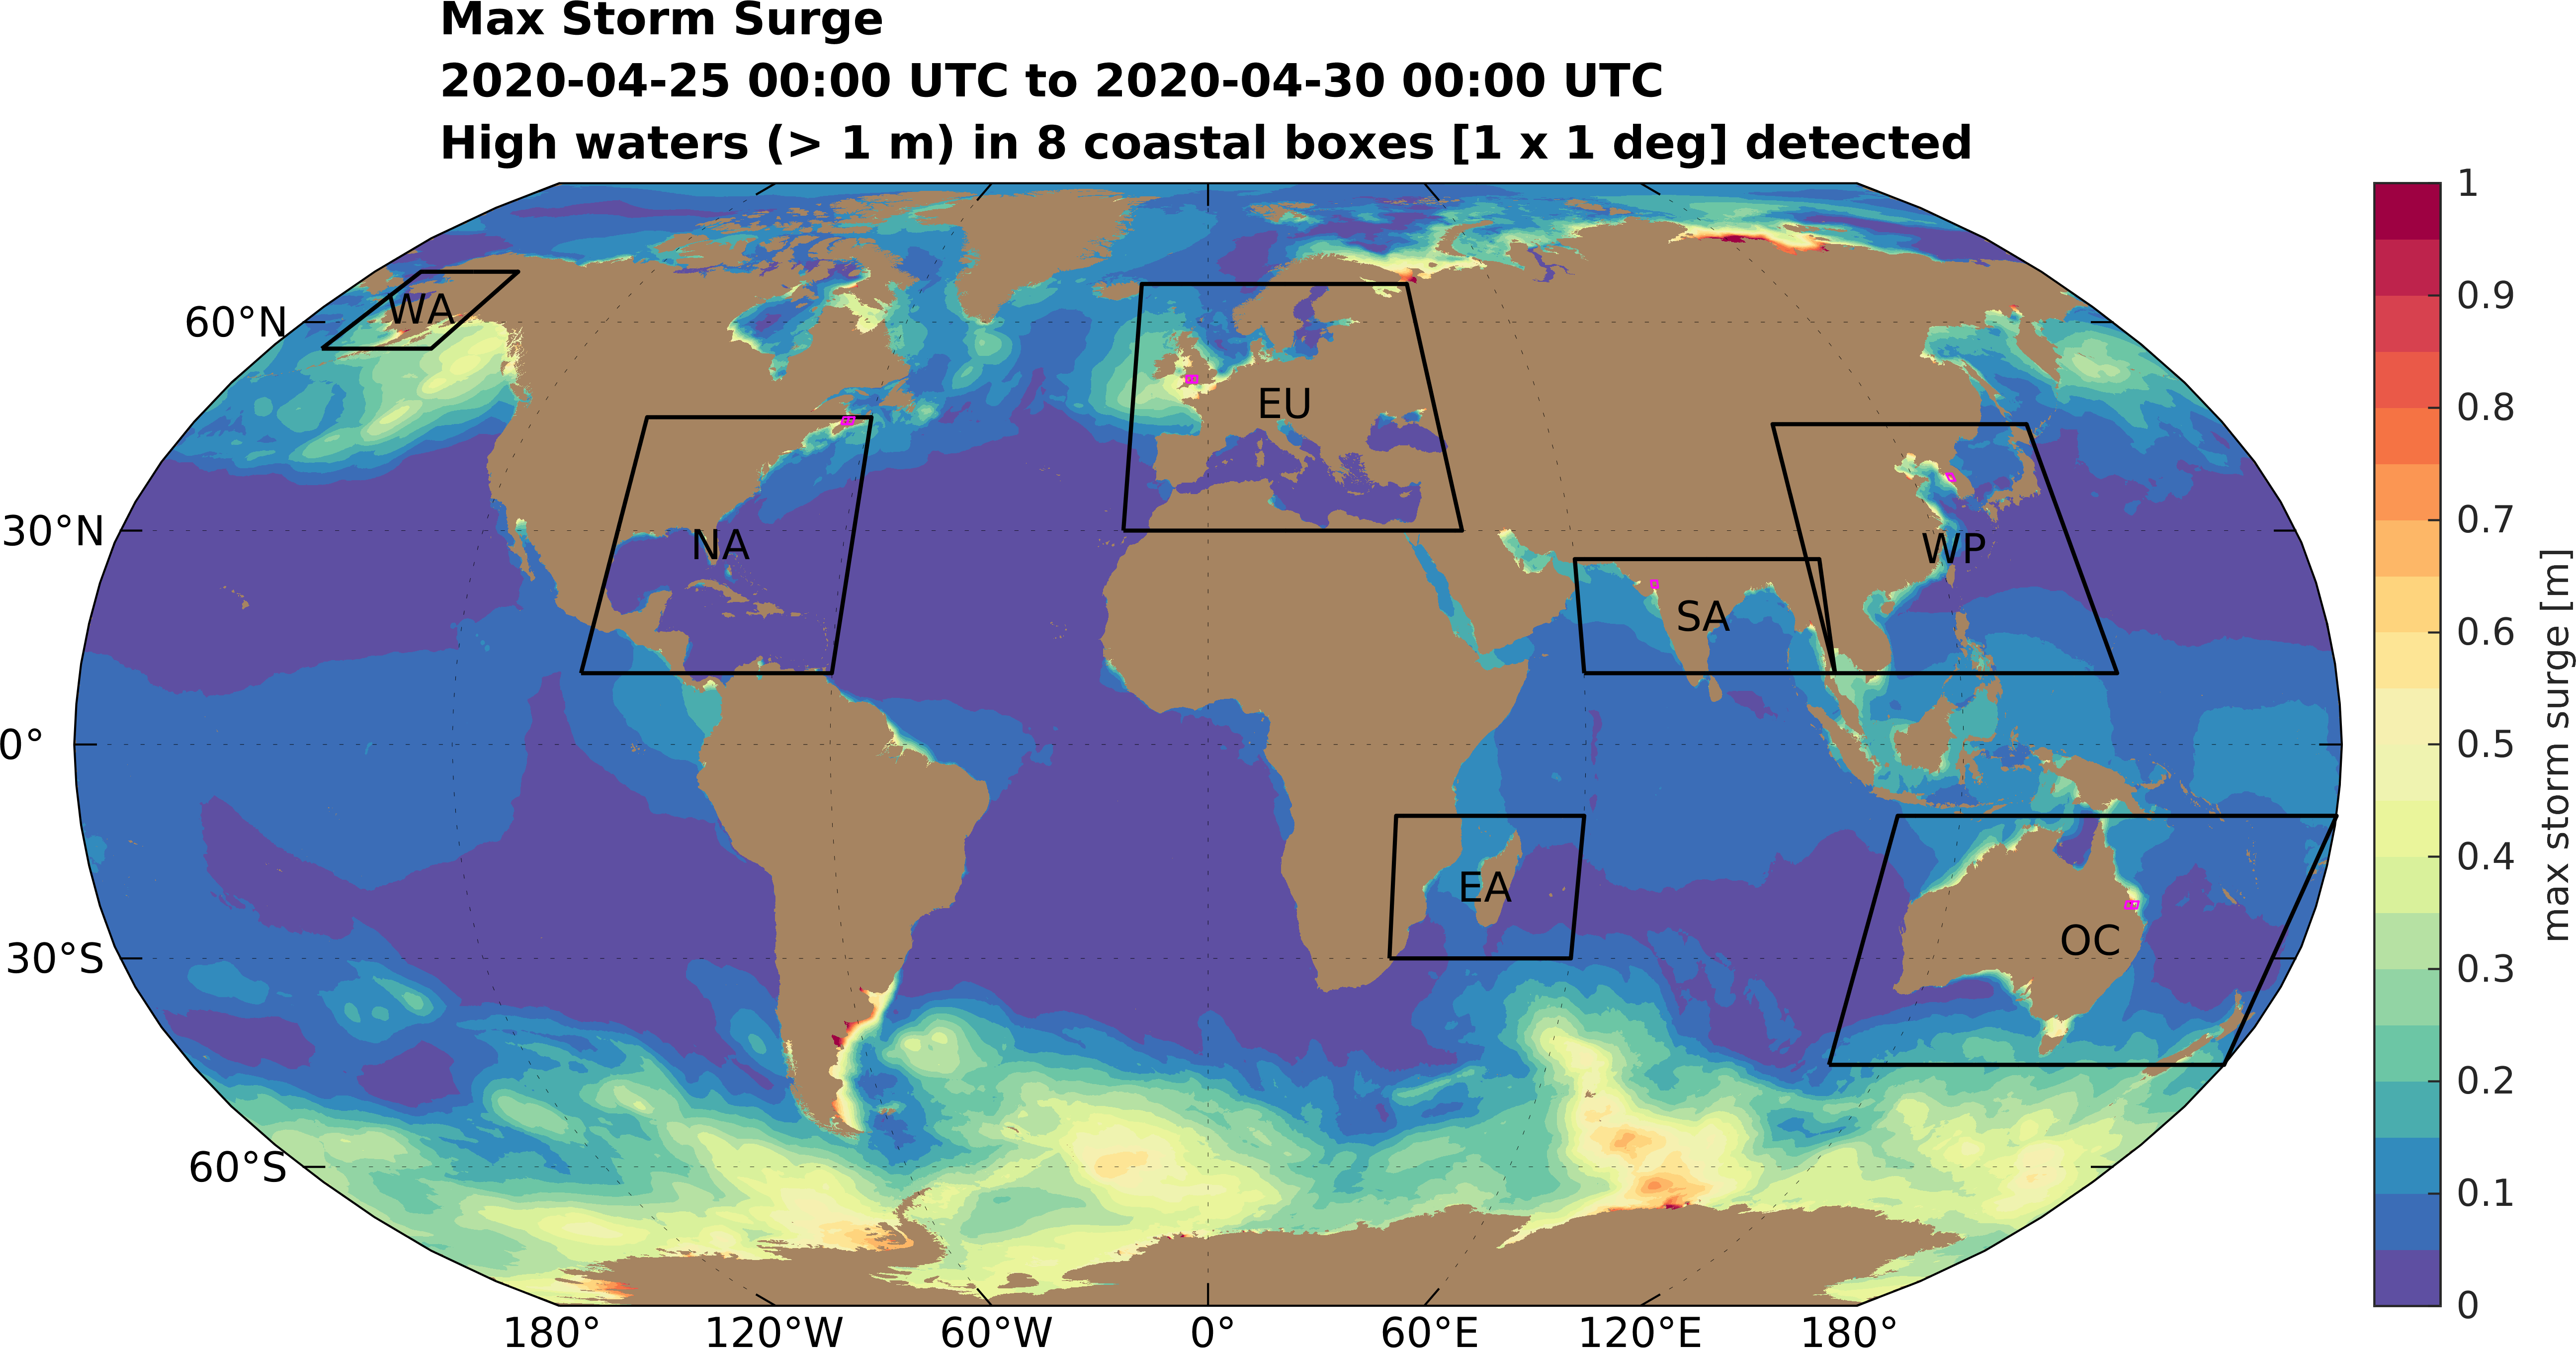 Max Storm Surge
2020-04-25 00:00 UTC to 2020-04-30 00:00 UTC
High waters (> 1 m) in 8 coastal boxes [1 x 1 deg] detected
60°N
30°N
0°
30°S
60°S
WA
NA
EU
SA
WP
EA
OC
180°
120°W
60°W
0°
60°E
120°E
180°
1
0.9
0.8
0.7
0.6
0.5
0.4
0.3
0.2
0.1
0
max storm surge [m]